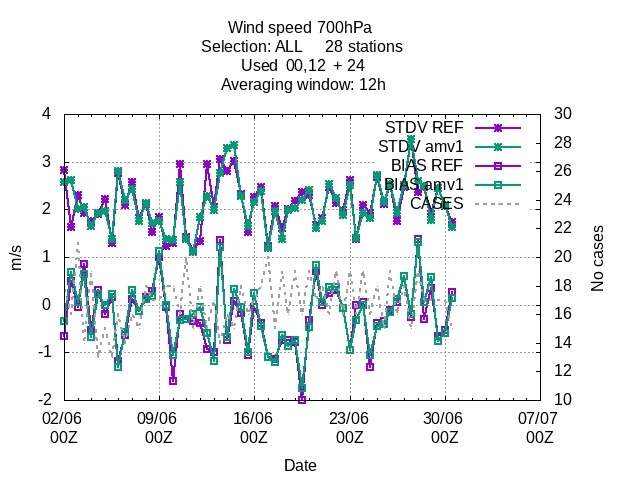 Wind speed 700hPa
Selection: ALL 28 stations
Used 00,12 + 24
Averaging window: 12h
4
3
2
1
0
-1
-2
m/s
30
28
26
24
22
20
18
16
14
12
10
No cases
STDV REF
STDV amv1
BIAS REF
BIAS amv1
CASES
02/06 09/06 16/06 23/06 30/06 07/07
00Z 00Z 00Z 00Z 00Z 00Z
Date